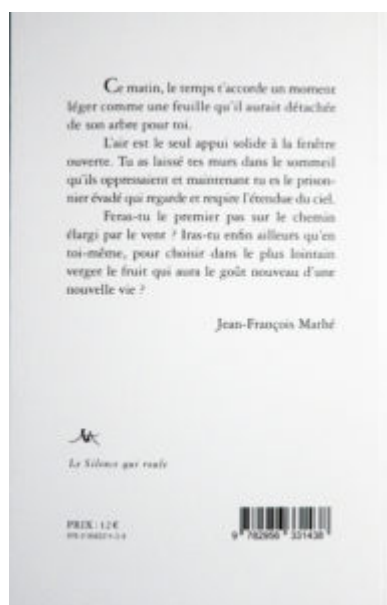 Ce matin, le temps t'accorde un moment
léger comme une feuille qu'il aurait détachée
de son arbre pour toi.
L'air est le seul appui solide à la fenêtre
ouverte. Tu as laissé tes murs dans le sommeil
qu'ils oppressaient et maintenant tu es le prison-
nier évadé qui regarde et respire l'étendue du ciel.
Feras-tu le premier pas sur le chemin
élargi par le vent ? Iras-tu enfin ailleurs qu'en
toi-même, pour choisir dans le plus lointain
verger le fruit qui aura le goût nouveau d'une
nouvelle vie ?
Jean-François Mathé
Le Silence qui roule
PRIX : 12 €
9 782956 331438